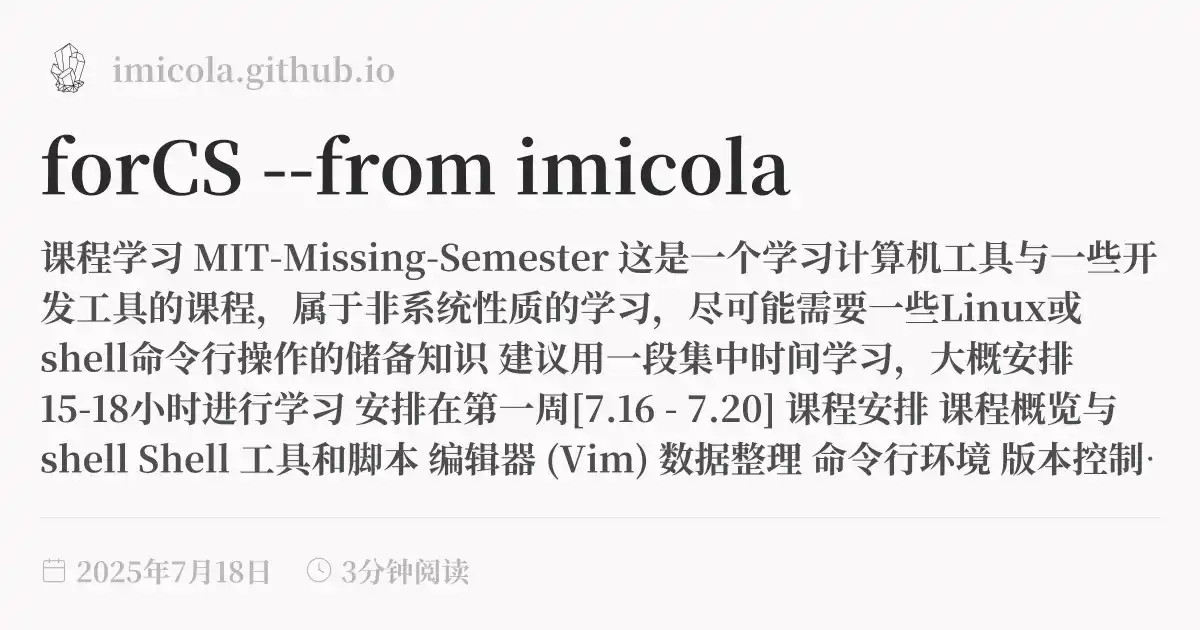 imicola.github.io
forCS --from imicola
课程学习 MIT-Missing-Semester 这是一个学习计算机工具与一些开
发工具的课程，属于非系统性质的学习，尽可能需要一些Linux或
shell命令行操作的储备知识 建议用一段集中时间学习，大概安排
15-18小时进行学习 安排在第一周[7.16 - 7.20] 课程安排 课程概览与
shell Shell 工具和脚本 编辑器 (Vim) 数据整理 命令行环境 版本控制·
2025年7月18日 3分钟阅读